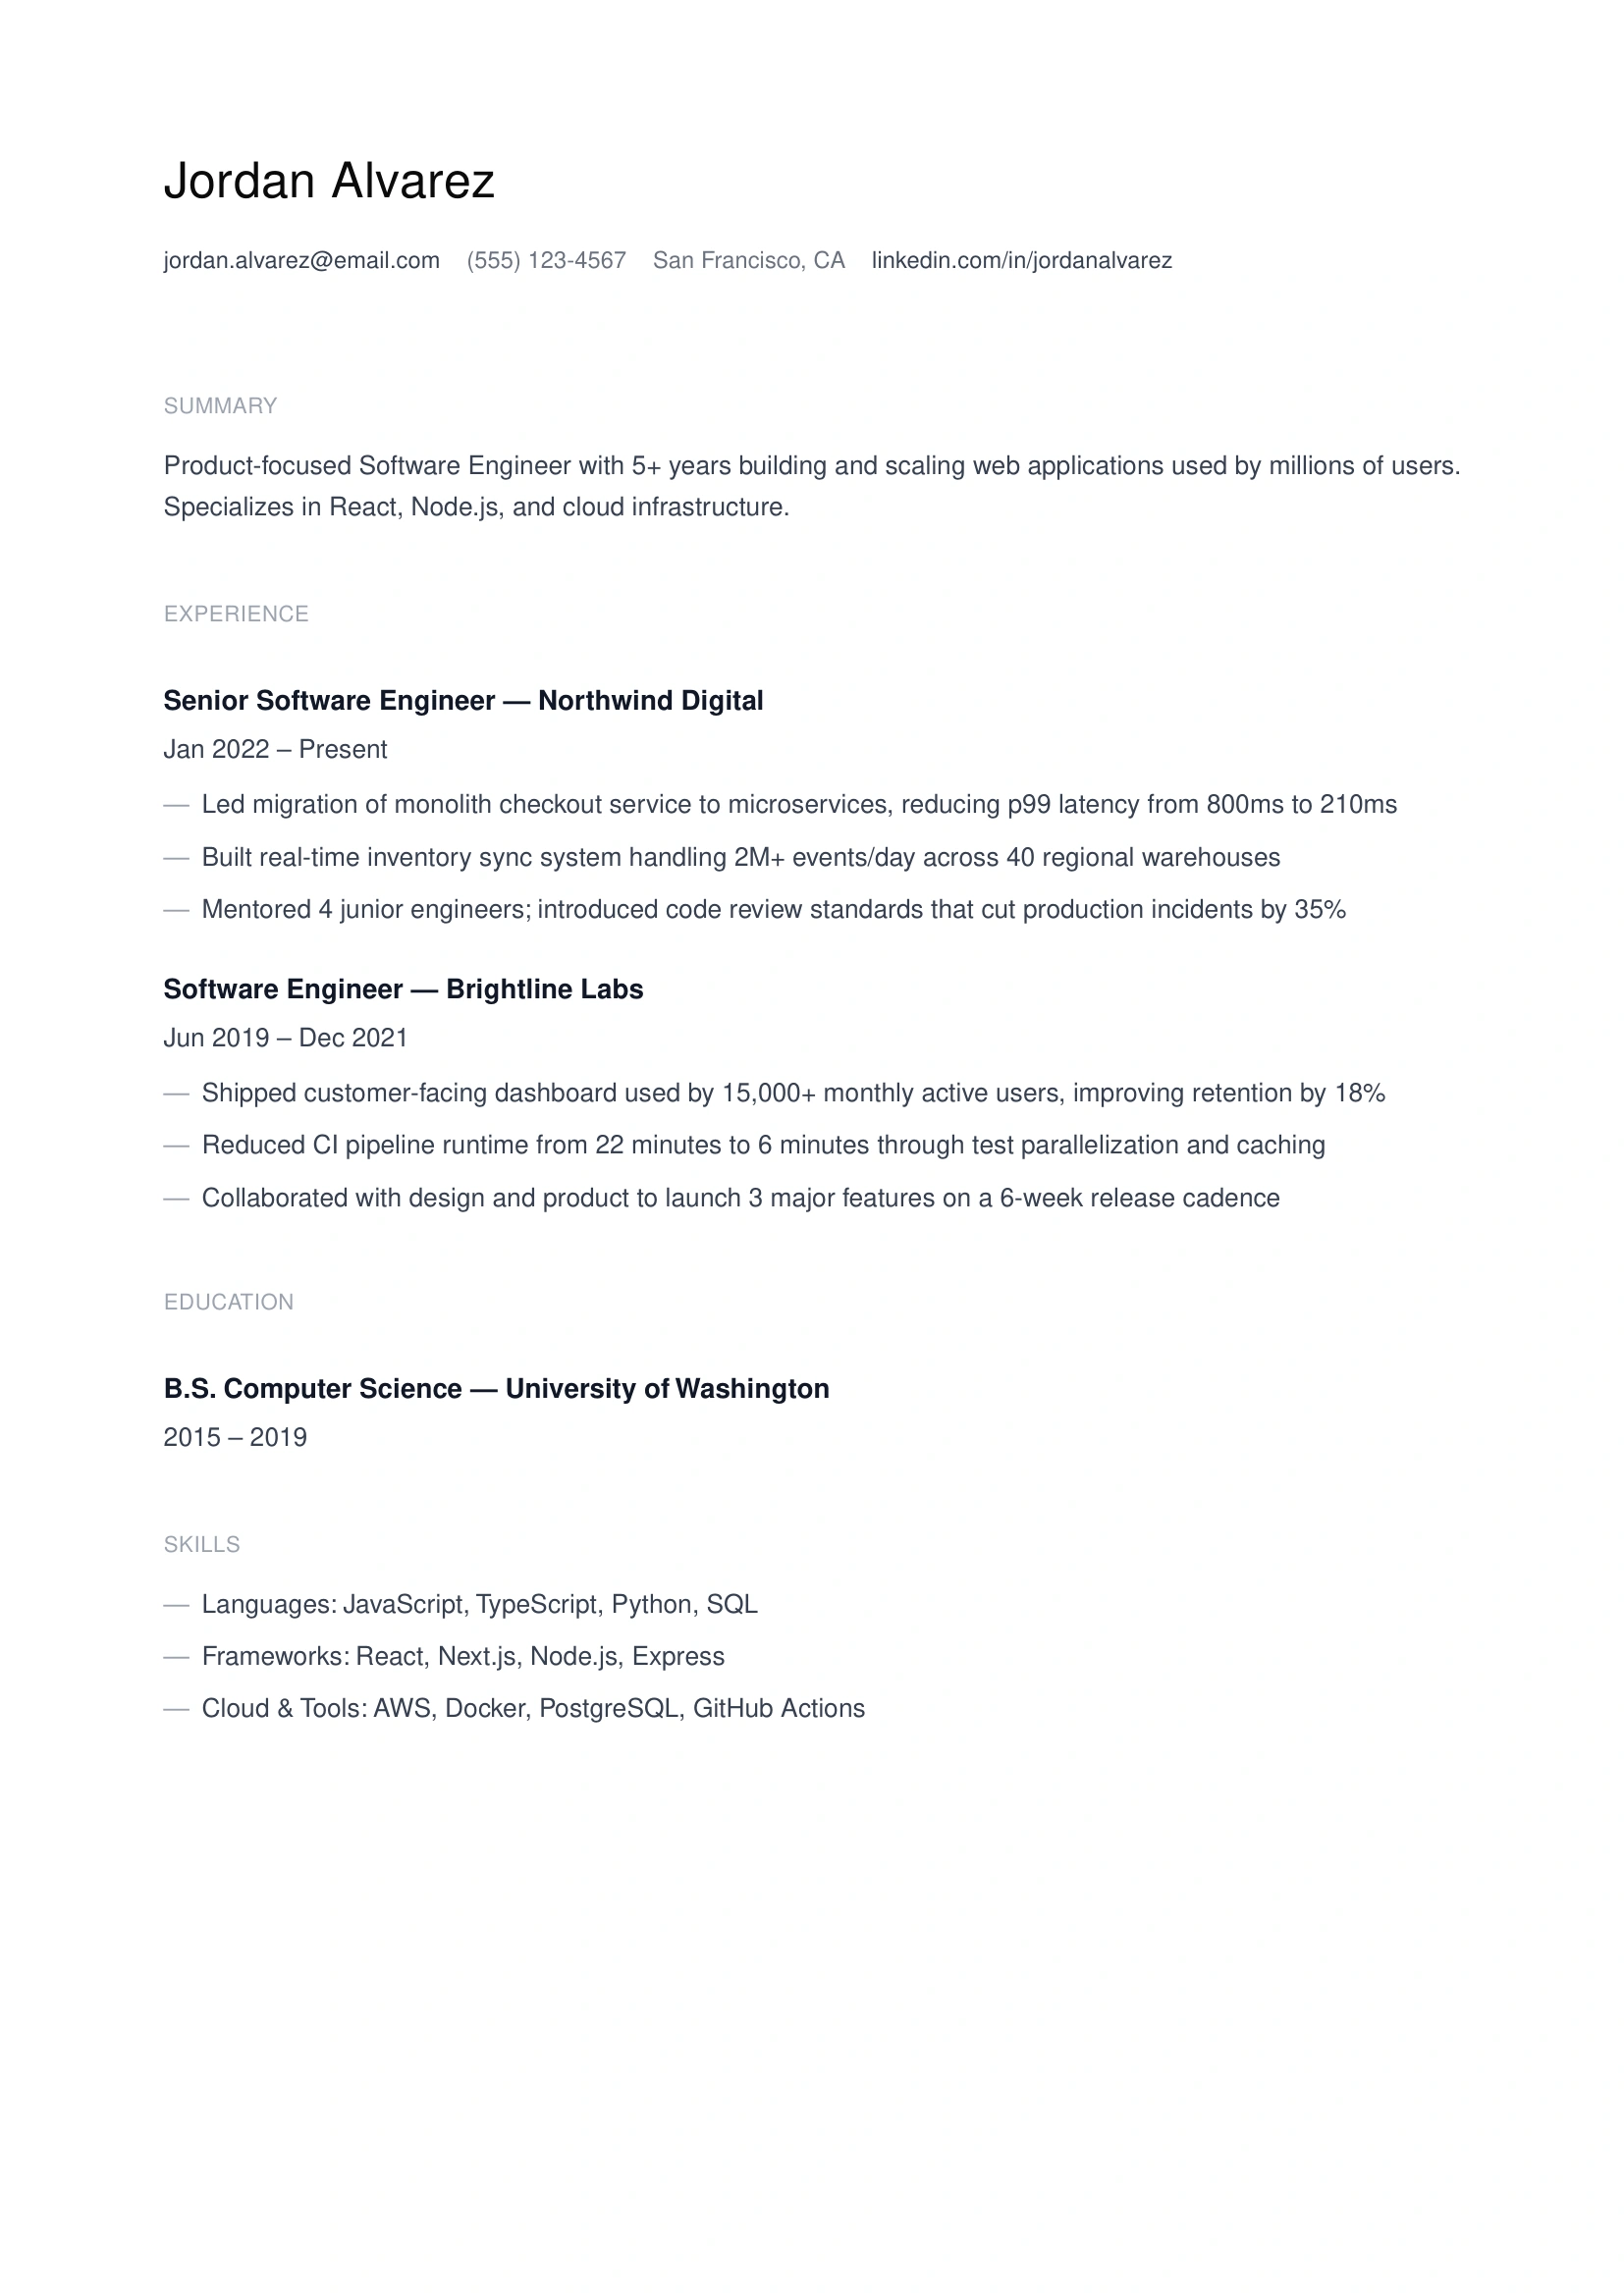 Jordan Alvarez
jordan.alvarez@email.com (555) 123-4567 San Francisco, CA linkedin.com/in/jordanalvarez
SUMMARY
Product-focused Software Engineer with 5+ years building and scaling web applications used by millions of users.
Specializes in React, Node.js, and cloud infrastructure.
EXPERIENCE
Senior Software Engineer — Northwind Digital
Jan 2022 – Present
— Led migration of monolith checkout service to microservices, reducing p99 latency from 800ms to 210ms
— Built real-time inventory sync system handling 2M+ events/day across 40 regional warehouses
— Mentored 4 junior engineers; introduced code review standards that cut production incidents by 35%
Software Engineer — Brightline Labs
Jun 2019 – Dec 2021
— Shipped customer-facing dashboard used by 15,000+ monthly active users, improving retention by 18%
— Reduced CI pipeline runtime from 22 minutes to 6 minutes through test parallelization and caching
— Collaborated with design and product to launch 3 major features on a 6-week release cadence
EDUCATION
B.S. Computer Science — University of Washington
2015 – 2019
SKILLS
— Languages: JavaScript, TypeScript, Python, SQL
— Frameworks: React, Next.js, Node.js, Express
— Cloud & Tools: AWS, Docker, PostgreSQL, GitHub Actions